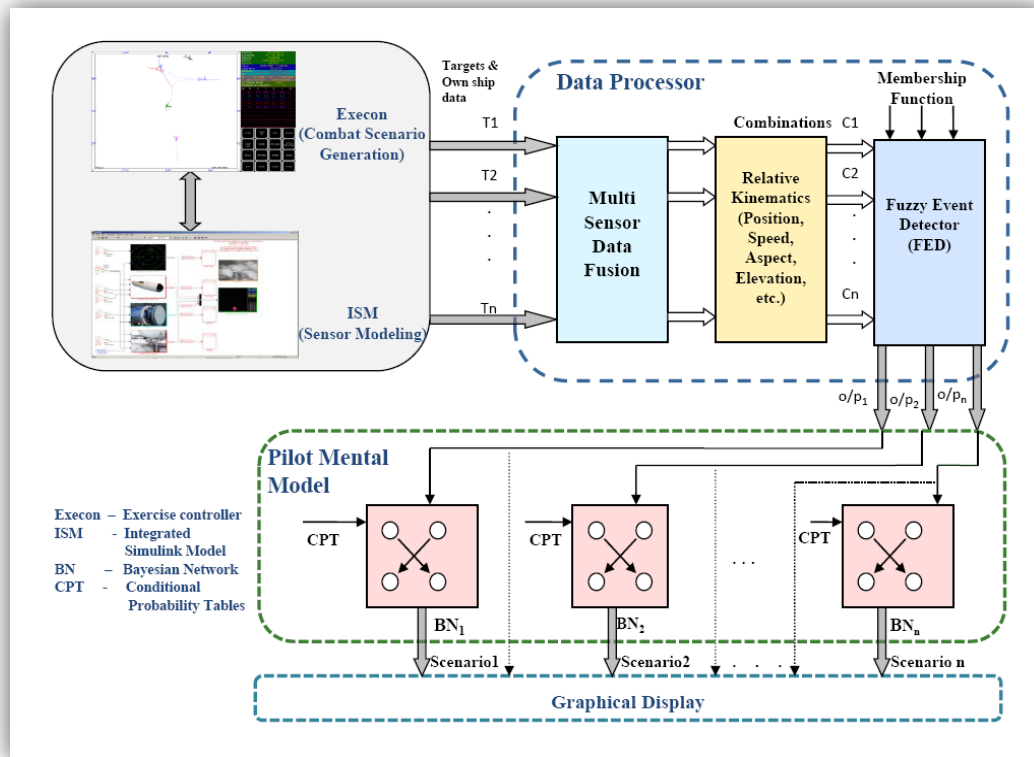 Targets &
Own ship
data
Data Processor
Membership
Function
Execon
(Combat Scenario
Generation)
T1
Combinations
C1
T2
C2
.
.
.
.
.
.
.
.
Multi
Sensor
Data
Fusion
Relative
Kinematics
(Position,
Speed,
Aspect,
Elevation,
etc.)
Fuzzy Event
Detector
(FED)
Tn
Cn
ISM
(Sensor Modeling)
o/p1
o/p2
o/pn
Pilot Mental
Model
Execon – Exercise controller
ISM - Integrated
Simulink Model
BN – Bayesian Network
CPT - Conditional
Probability Tables
CPT
CPT
CPT
. . .
BN1
BN2
BNn
Scenario1
Scenario2
. . .
Scenario n
Graphical Display